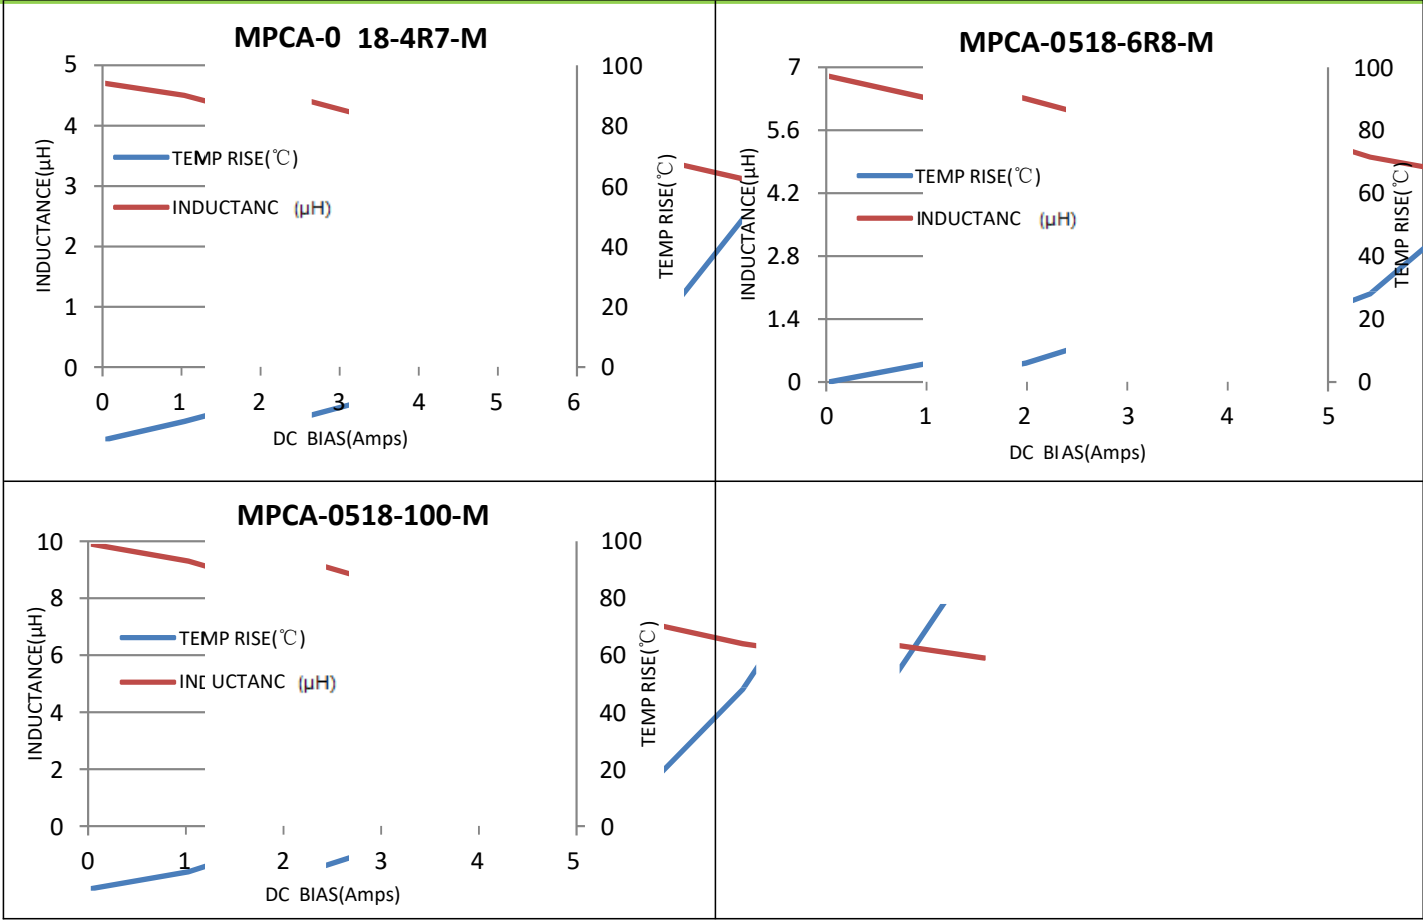 MPCA-0 18-4R7-M
5
4
3
2
1
0
INDUCTANCE(μH)
TEMP RISE(℃)
INDUCTANC (μH)
100
80
60
40
20
0
TEMP RISE(℃)
0 1 2 3 4 5 6
DC BIAS(Amps)
MPCA-0518-6R8-M
7
5.6
4.2
2.8
1.4
0
INDUCTANCE(μH)
TEMP RISE(℃)
INDUCTANC (μH)
100
80
60
40
20
0
TEMP RISE(℃)
0 1 2 3 4 5
DC BIAS(Amps)
MPCA-0518-100-M
10
8
6
4
2
0
INDUCTANCE(μH)
TEMP RISE(℃)
INDUCTANC (μH)
100
80
60
40
20
0
TEMP RISE(℃)
0 1 2 3 4 5
DC BIAS(Amps)